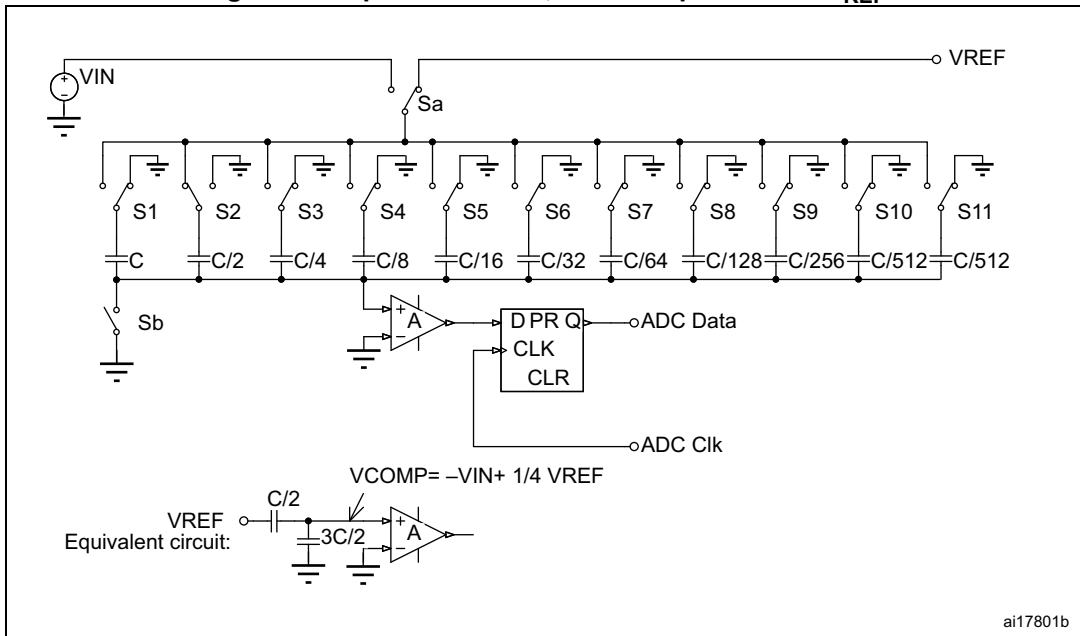 REF
VIN
VREF
Sa
S1 S2 S3 S4 S5 S6 S7 S8 S9 S10 S11
C C/2 C/4 C/8 C/16 C/32 C/64 C/128 C/256 C/512 C/512
Sb
+
A
−
D PR Q
ADC Data
CLK
CLR
ADC Clk
VCOMP= –VIN+ 1/4 VREF
C/2
VREF
+
A
−
Equivalent circuit:
3C/2
ai17801b